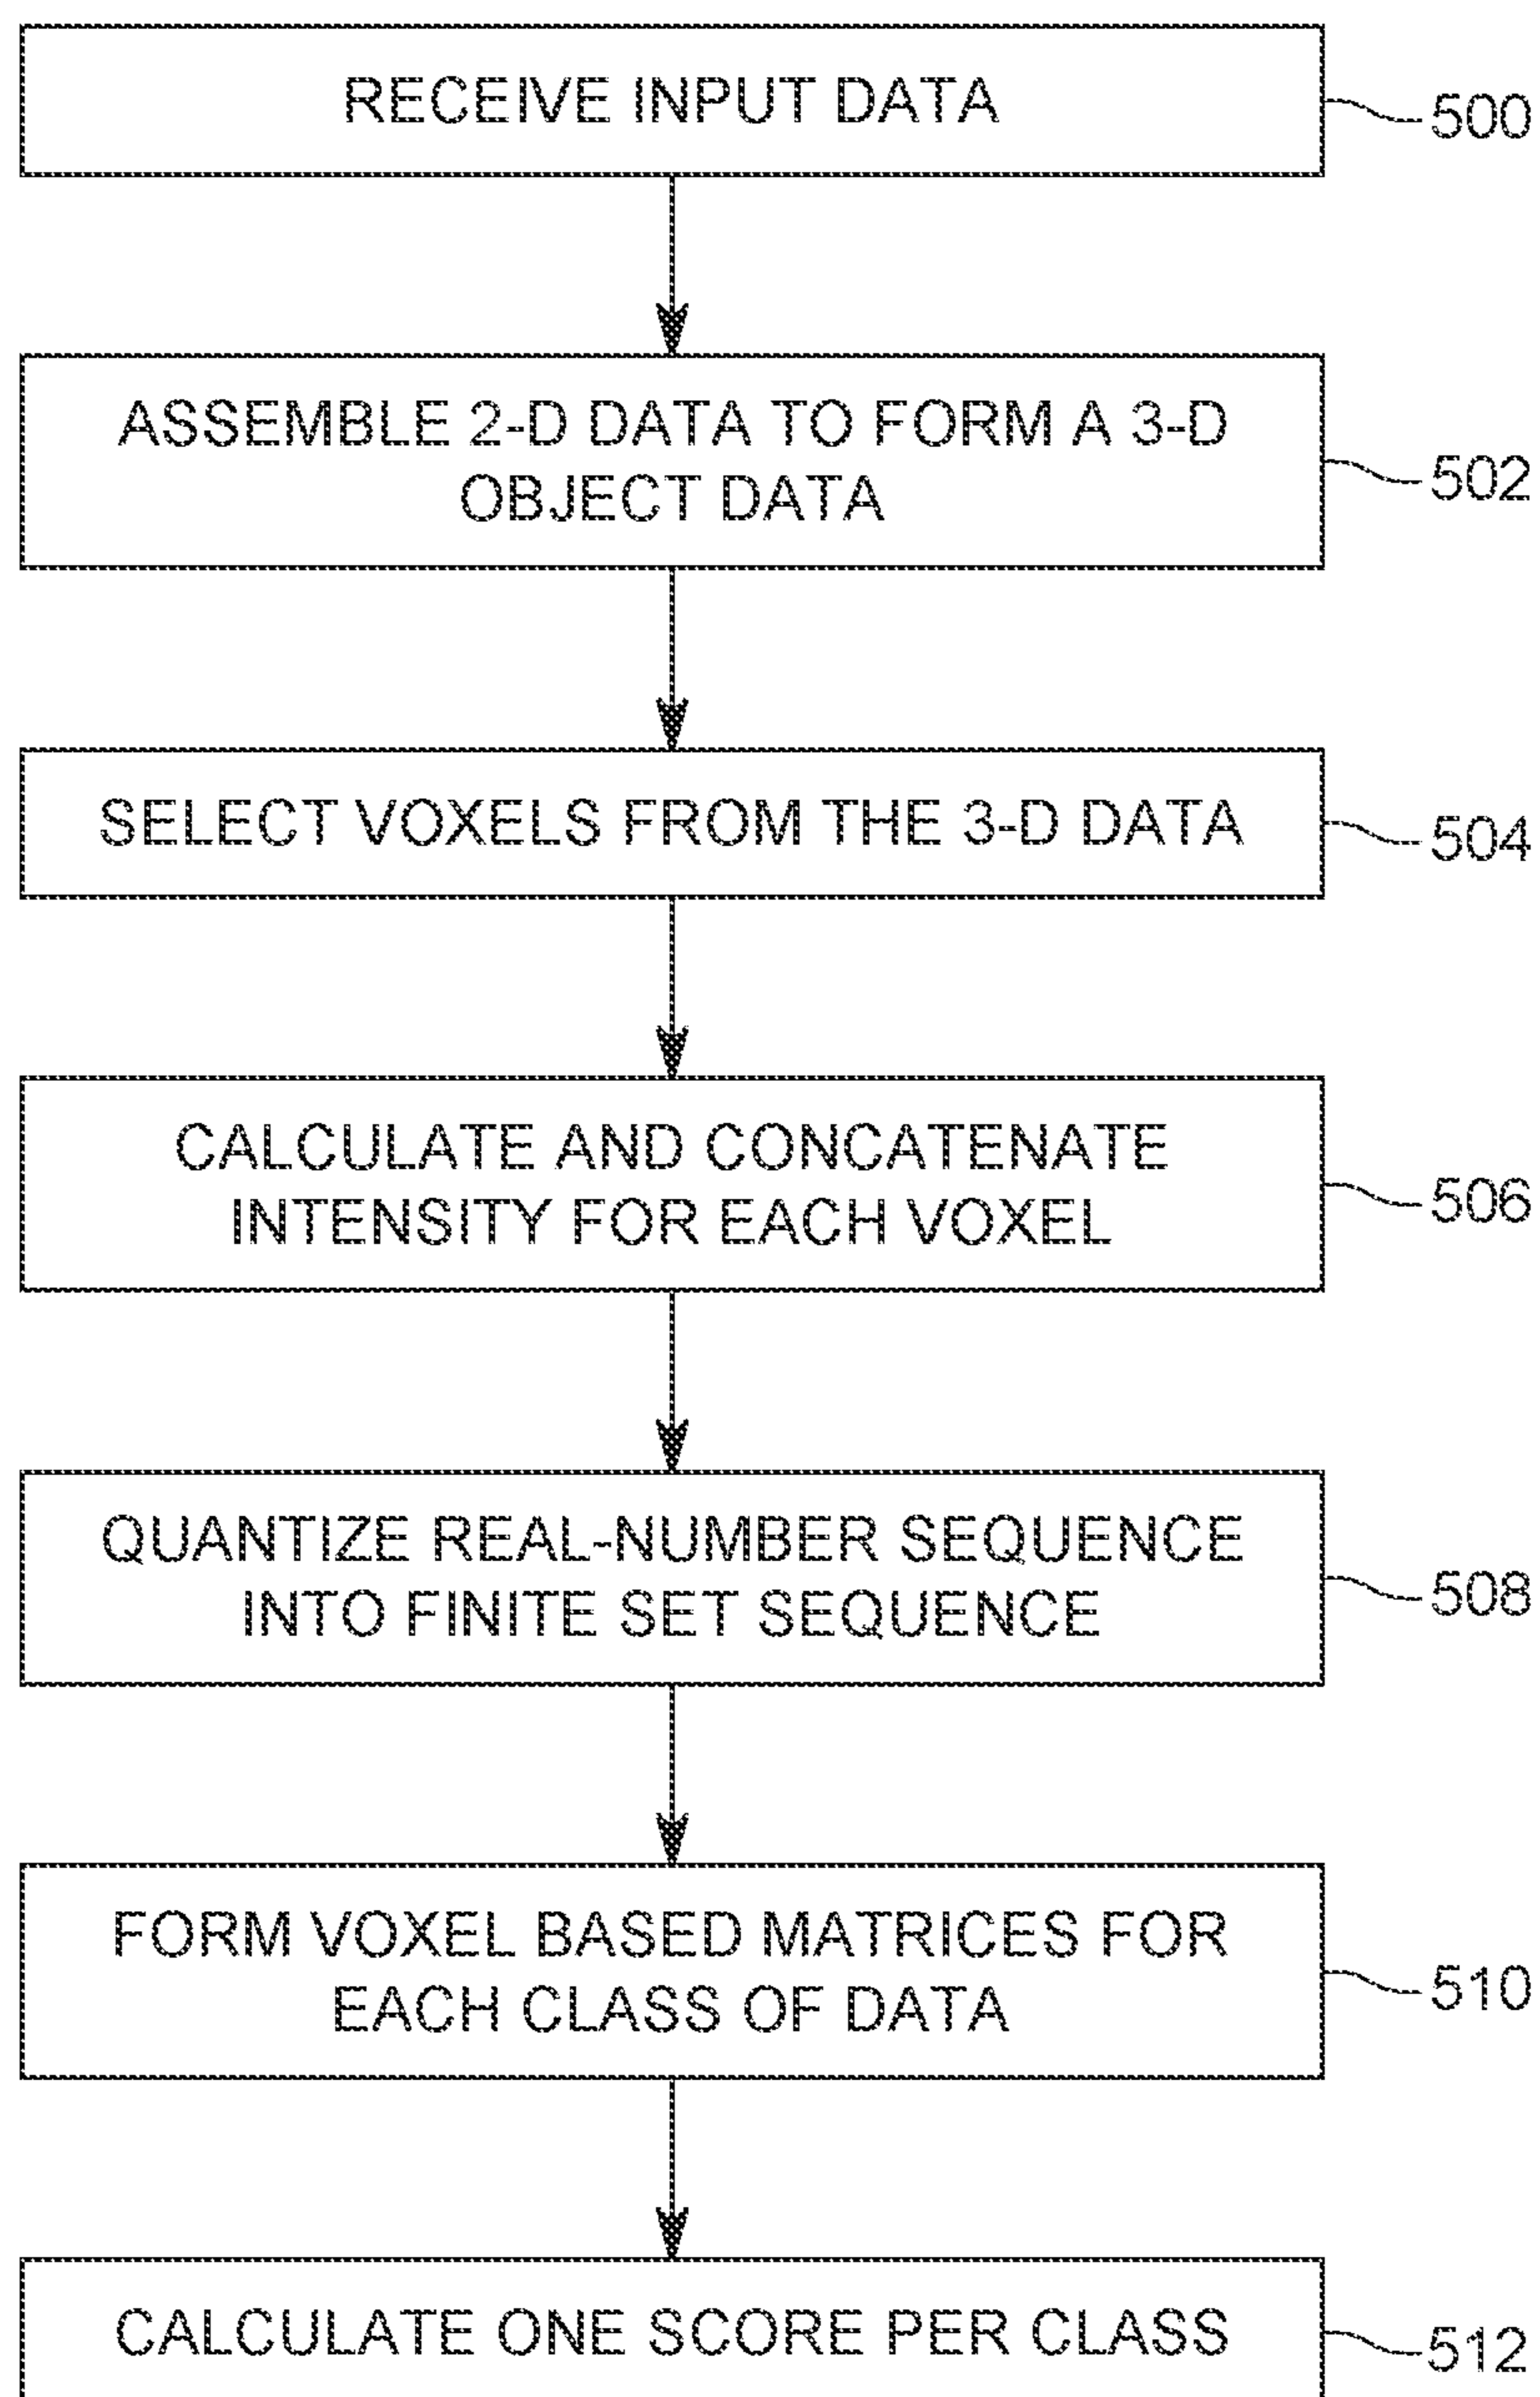 RECEIVE INPUT DATA
500
ASSEMBLE 2-D DATA TO FORM A 3-D
OBJECT DATA
502
SELECT VOXELS FROM THE 3-D DATA
504
CALCULATE AND CONCATENATE
INTENSITY FOR EACH VOXEL
506
QUANTIZE REAL-NUMBER SEQUENCE
INTO FINITE SET SEQUENCE
508
FORM VOXEL BASED MATRICES FOR
EACH CLASS OF DATA
510
CALCULATE ONE SCORE PER CLASS
512